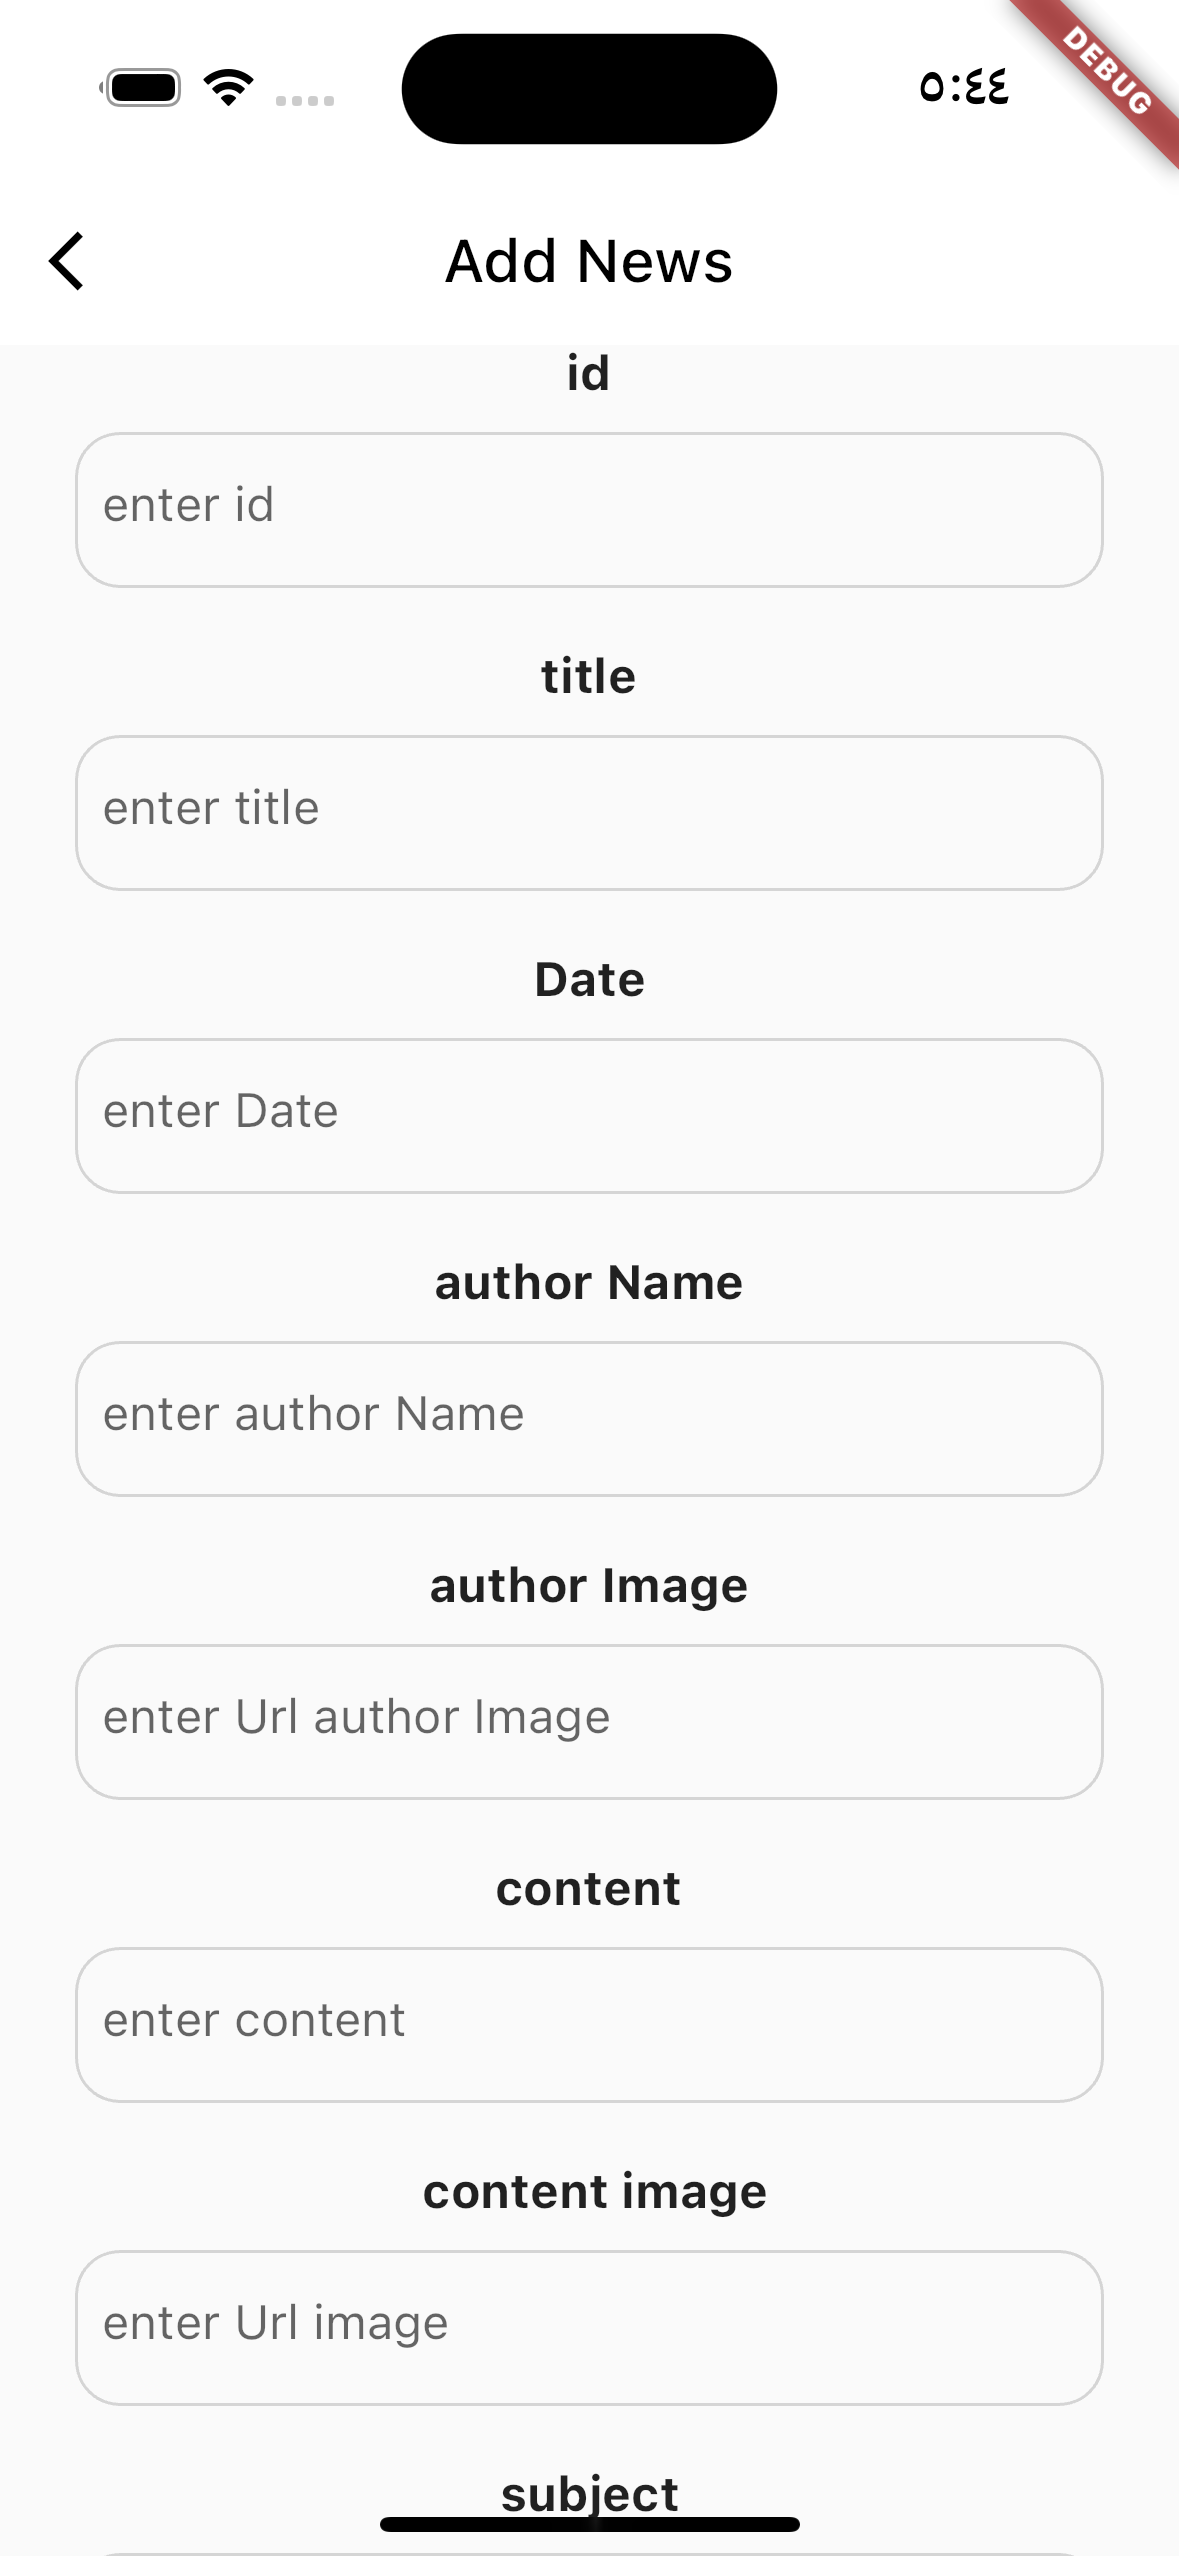 ٥:٤٤
DEBUG
Add News
id
enter id
title
enter title
Date
enter Date
author Name
enter author Name
author Image
enter Url author Image
content
enter content
content image
enter Url image
subject